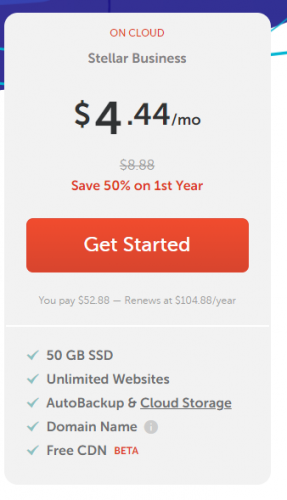 ON CLOUD
Stellar Business
$4.44/mo
$8.88
Save 50% on 1st Year
Get Started
You pay $52.88 — Renews at $104.88/year
50 GB SSD
Unlimited Websites
AutoBackup & Cloud Storage
Domain Name i
Free CDN BETA